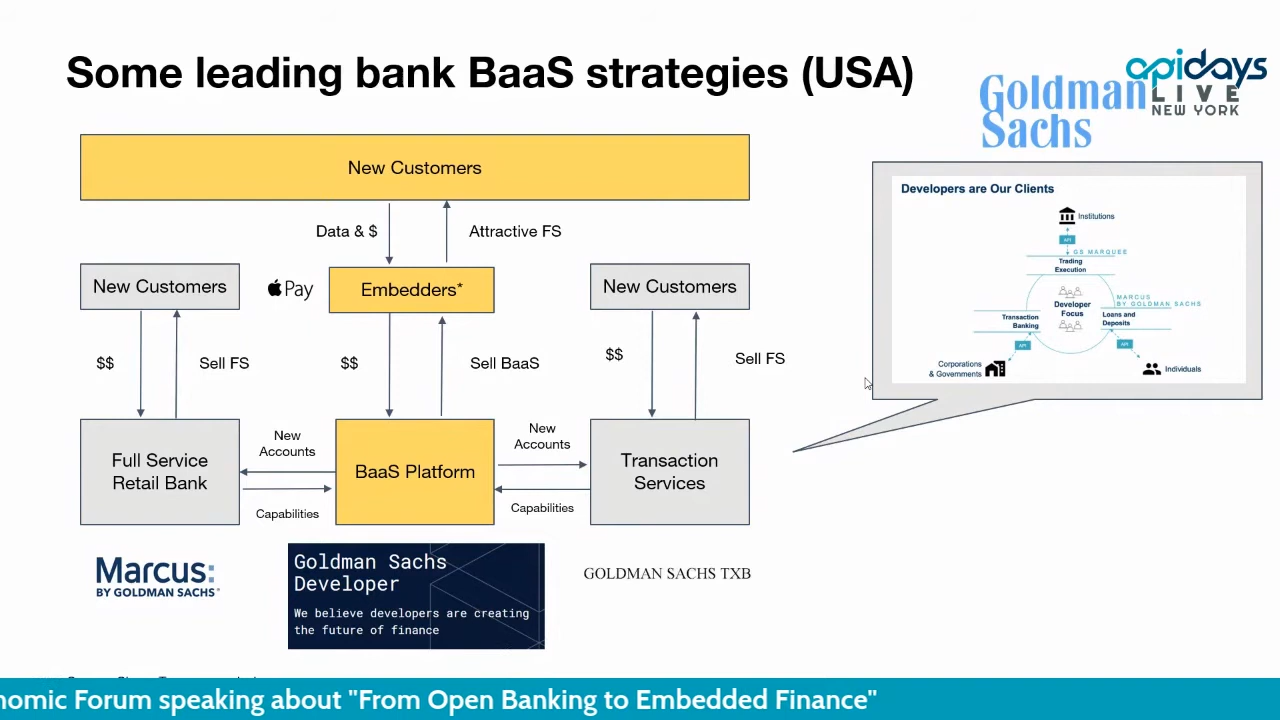 Some leading bank BaaS strategies (USA)
apidays
LIVE
NEW YORK
Goldman
Sachs
New Customers
Data & $
Attractive FS
New Customers
Pay
Embedders*
New Customers
$$
Sell FS
$$
Sell BaaS
$$
Sell FS
Full Service
Retail Bank
New
Accounts
Capabilities
BaaS Platform
New
Accounts
Capabilities
Transaction
Services
Marcus:
BY GOLDMAN SACHS®
Goldman Sachs
Developer
We believe developers are creating
the future of finance
GOLDMAN SACHS TXB
Developers are Our Clients
Institutions
API
GS MARQUEE
Trading
Execution
MARCUS
BY GOLDMAN SACHS
Developer
Focus
Transaction
Banking
Loans and
Deposits
API
API
Corporations
& Governments
Individuals
nomic Forum speaking about "From Open Banking to Embedded Finance"